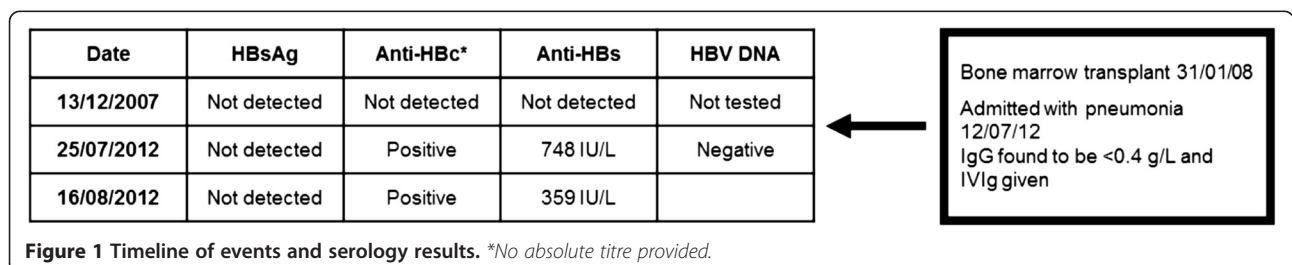 Date HBsAg Anti-HBc* Anti-HBs HBV DNA
13/12/2007 Not detected Not detected Not detected Not tested
25/07/2012 Not detected Positive 748 IU/L Negative
16/08/2012 Not detected Positive 359 IU/L
Bone marrow transplant 31/01/08
Admitted with pneumonia
12/07/12
IgG found to be <0.4 g/L and
IVIg given
Figure 1 Timeline of events and serology results. *No absolute titre provided.